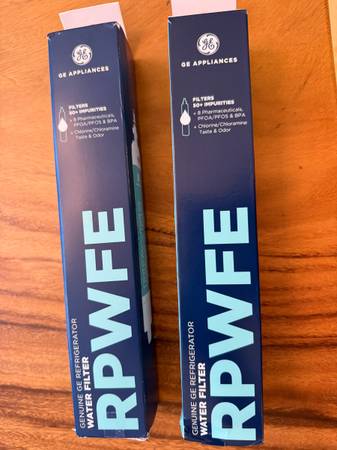 GE APPLIANCES
FILTERS
50+ IMPURITIES
+ 8 Pharmaceuticals,
PFOA/PFOS & BPA
+ Chlorine/Chloramine
Taste & Odor
GENUINE GE REFRIGERATOR
WATER FILTER
RPWFE
GE APPLIANCES
FILTERS
50+ IMPURITIES
+ 8 Pharmaceuticals,
PFOA/PFOS & BPA
+ Chlorine/Chloramine
Taste & Odor
GENUINE GE REFRIGERATOR
WATER FILTER
RPWFE